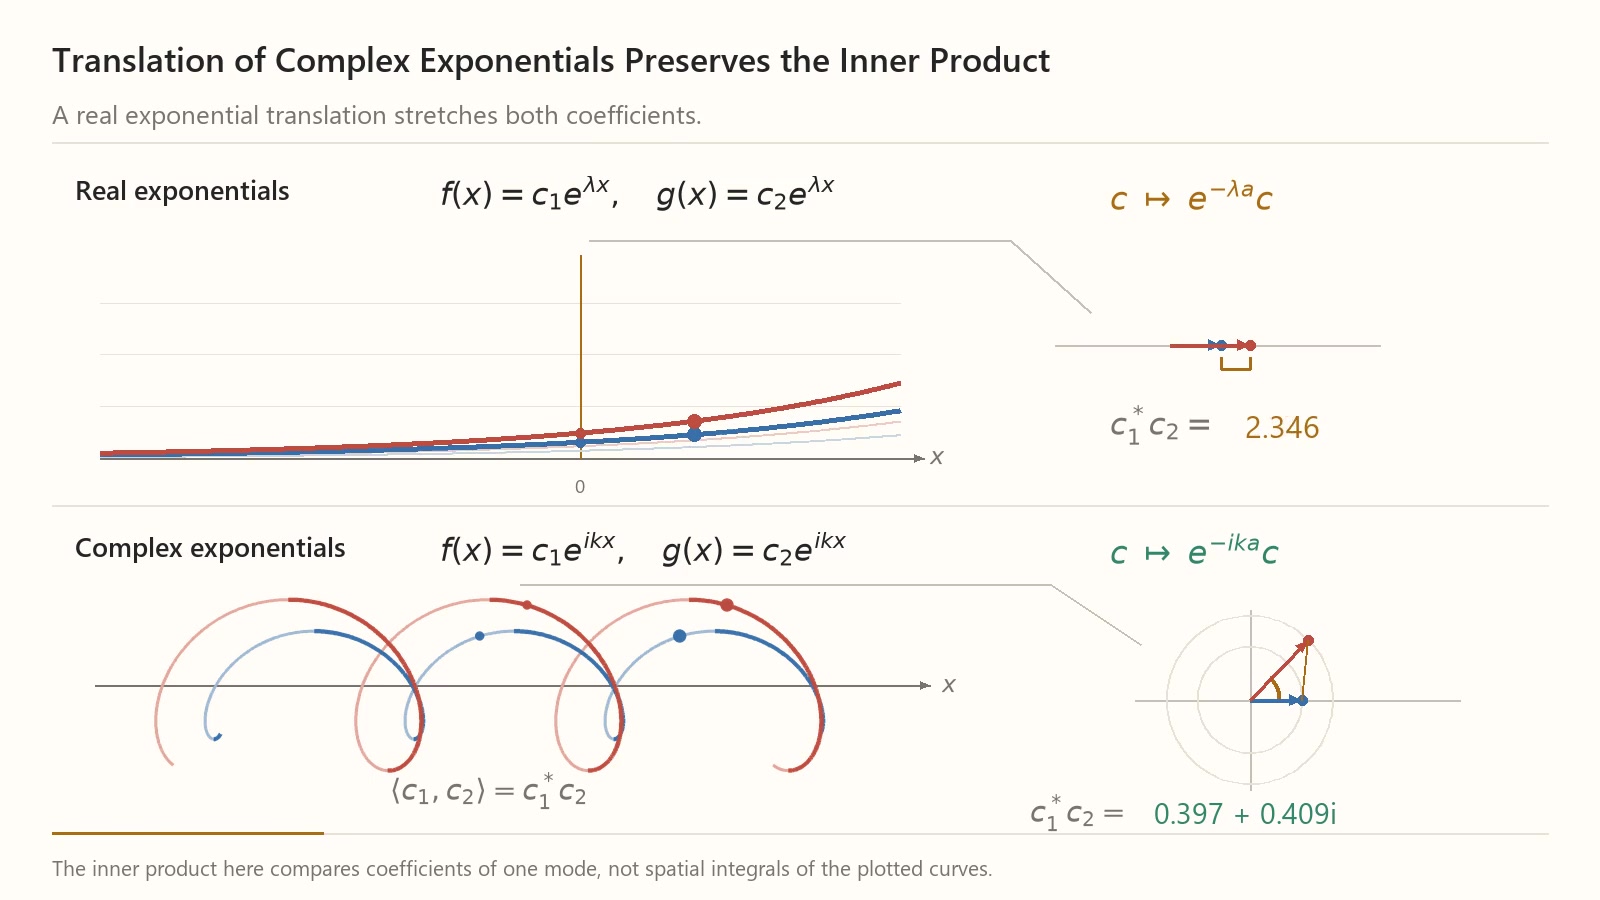 Translation of Complex Exponentials Preserves the Inner Product
A real exponential translation stretches both coefficients.
Real exponentials
f(x) = c₁e^{λx},    g(x) = c₂e^{λx}
c ↦ e^{−λa}c
x
0
c₁* c₂ = 2.346
Complex exponentials
f(x) = c₁e^{ikx},    g(x) = c₂e^{ikx}
c ↦ e^{−ika}c
x
⟨c₁, c₂⟩ = c₁* c₂
c₁* c₂ = 0.397 + 0.409i
The inner product here compares coefficients of one mode, not spatial integrals of the plotted curves.